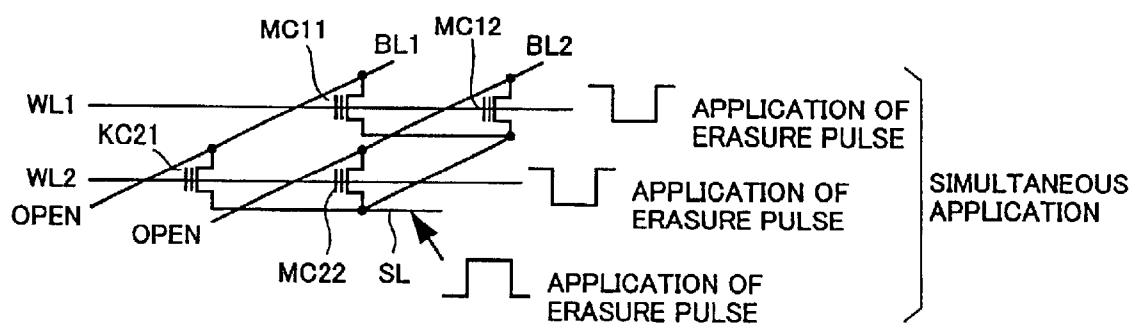 MC11
BL1
MC12
BL2
WL1
APPLICATION OF
ERASURE PULSE
KC21
WL2
APPLICATION OF
ERASURE PULSE
SIMULTANEOUS
APPLICATION
OPEN
OPEN
MC22
SL
APPLICATION OF
ERASURE PULSE